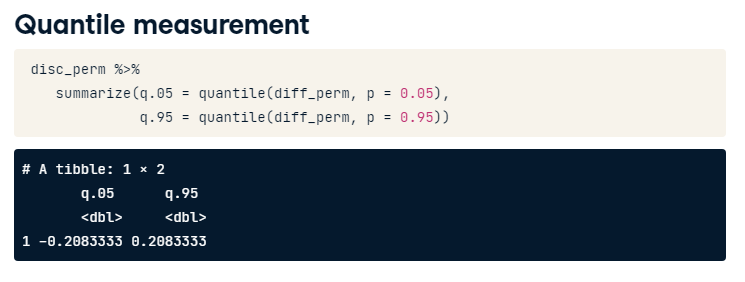 Quantile measurement
disc_perm %>%
   summarize(q.05 = quantile(diff_perm, p = 0.05),
             q.95 = quantile(diff_perm, p = 0.95))
# A tibble: 1 × 2
       q.05      q.95
       <dbl>     <dbl>
1 -0.2083333 0.2083333